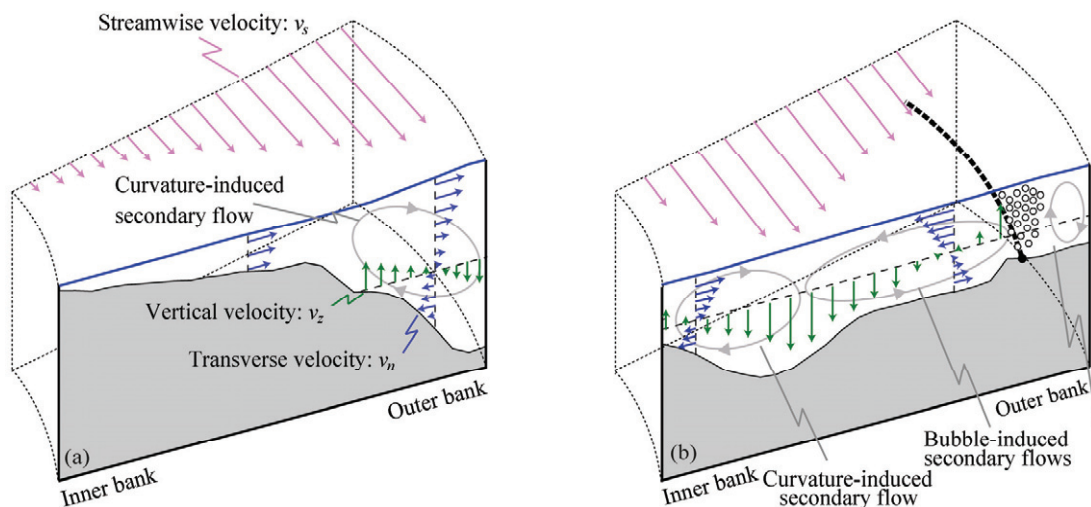 Streamwise velocity: vs
Curvature-induced
secondary flow
Vertical velocity: vz
Transverse velocity: vn
Outer bank
(a)
Inner bank
Outer bank
Bubble-induced
secondary flows
(b)
Curvature-induced
secondary flow
Inner bank